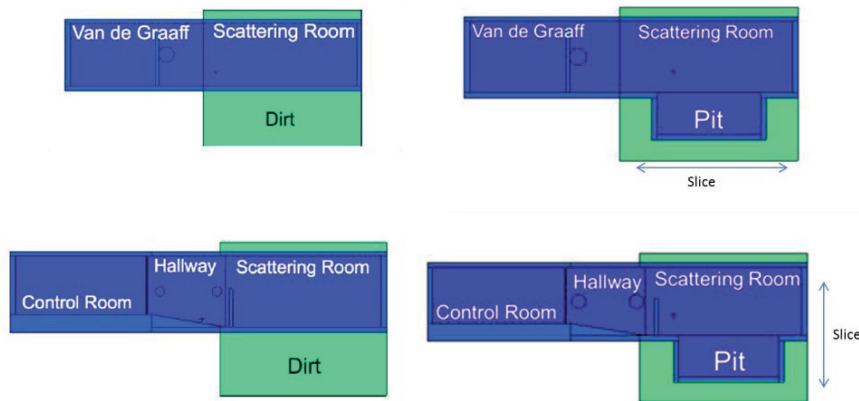 Van de Graaff
Scattering Room
Dirt
Van de Graaff
Scattering Room
Pit
Slice
Control Room
Hallway
Scattering Room
Dirt
Control Room
Hallway
Scattering Room
Pit
Slice